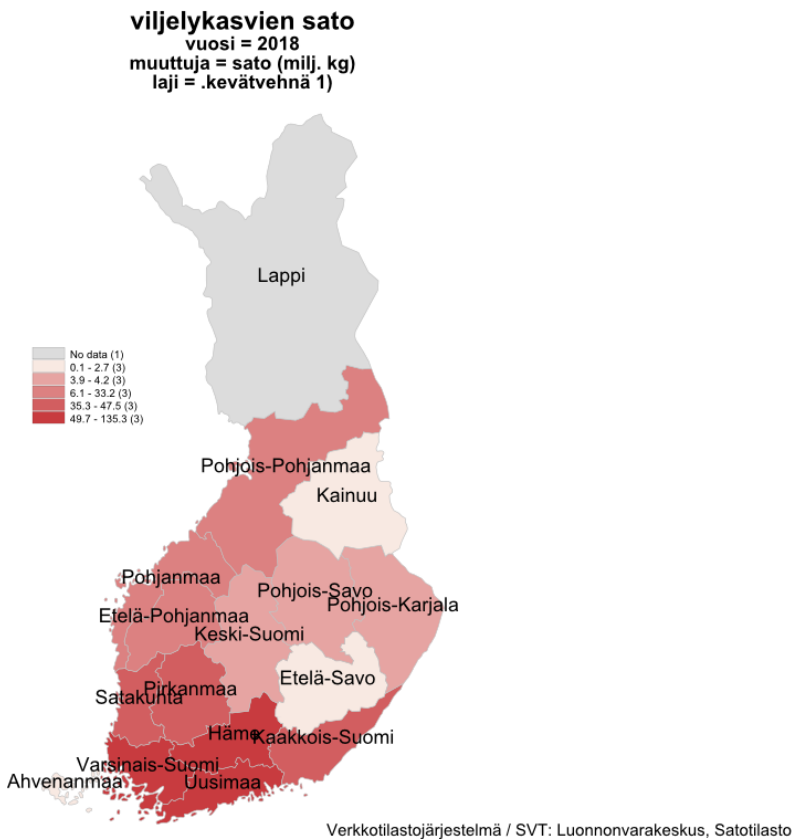 viljelykasvien sato
vuosi = 2018
muuttuja = sato (milj. kg)
laji = .kevätvehnä 1)
Lappi
No data (1)
0.1 - 2.7 (3)
3.9 - 4.2 (3)
6.1 - 33.2 (3)
35.3 - 47.5 (3)
49.7 - 135.3 (3)
Pohjois-Pohjanmaa
Kainuu
Pohjanmaa
Pohjois-Savo
Pohjois-Karjala
Etelä-Pohjanmaa
Keski-Suomi
Etelä-Savo
Pirkanmaa
Satakunta
Häme
Kaakkois-Suomi
Varsinais-Suomi
Ahvenanmaa
Uusimaa
Verkkotilastojärjestelmä / SVT: Luonnonvarakeskus, Satotilasto